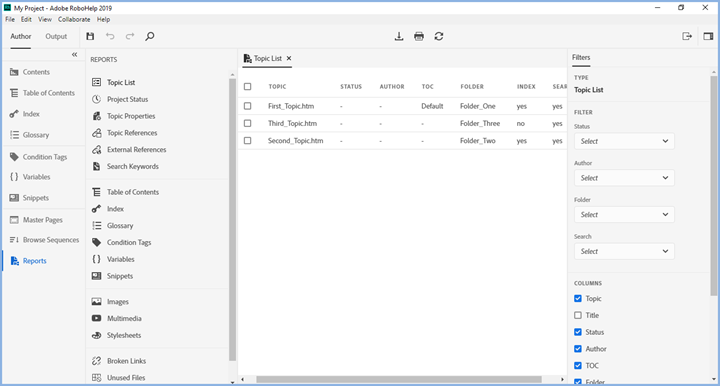 My Project - Adobe RoboHelp 2019
File Edit View Collaborate Help
Author Output
Contents
Table of Contents
Index
Glossary
Condition Tags
Variables
Snippets
Master Pages
Browse Sequences
Reports
REPORTS
Topic List
Project Status
Topic Properties
Topic References
External References
Search Keywords
Table of Contents
Index
Glossary
Condition Tags
Variables
Snippets
Images
Multimedia
Stylesheets
Broken Links
Unused Files
Topic List
TOPIC STATUS AUTHOR TOC FOLDER INDEX SEAR
First_Topic.htm - - Default Folder_One yes yes
Third_Topic.htm - - - Folder_Three no yes
Second_Topic.htm - - - Folder_Two yes yes
Filters
TYPE
Topic List
FILTER
Status
Select
Author
Select
Folder
Select
Search
Select
COLUMNS
Topic
Title
Status
Author
TOC
Folder